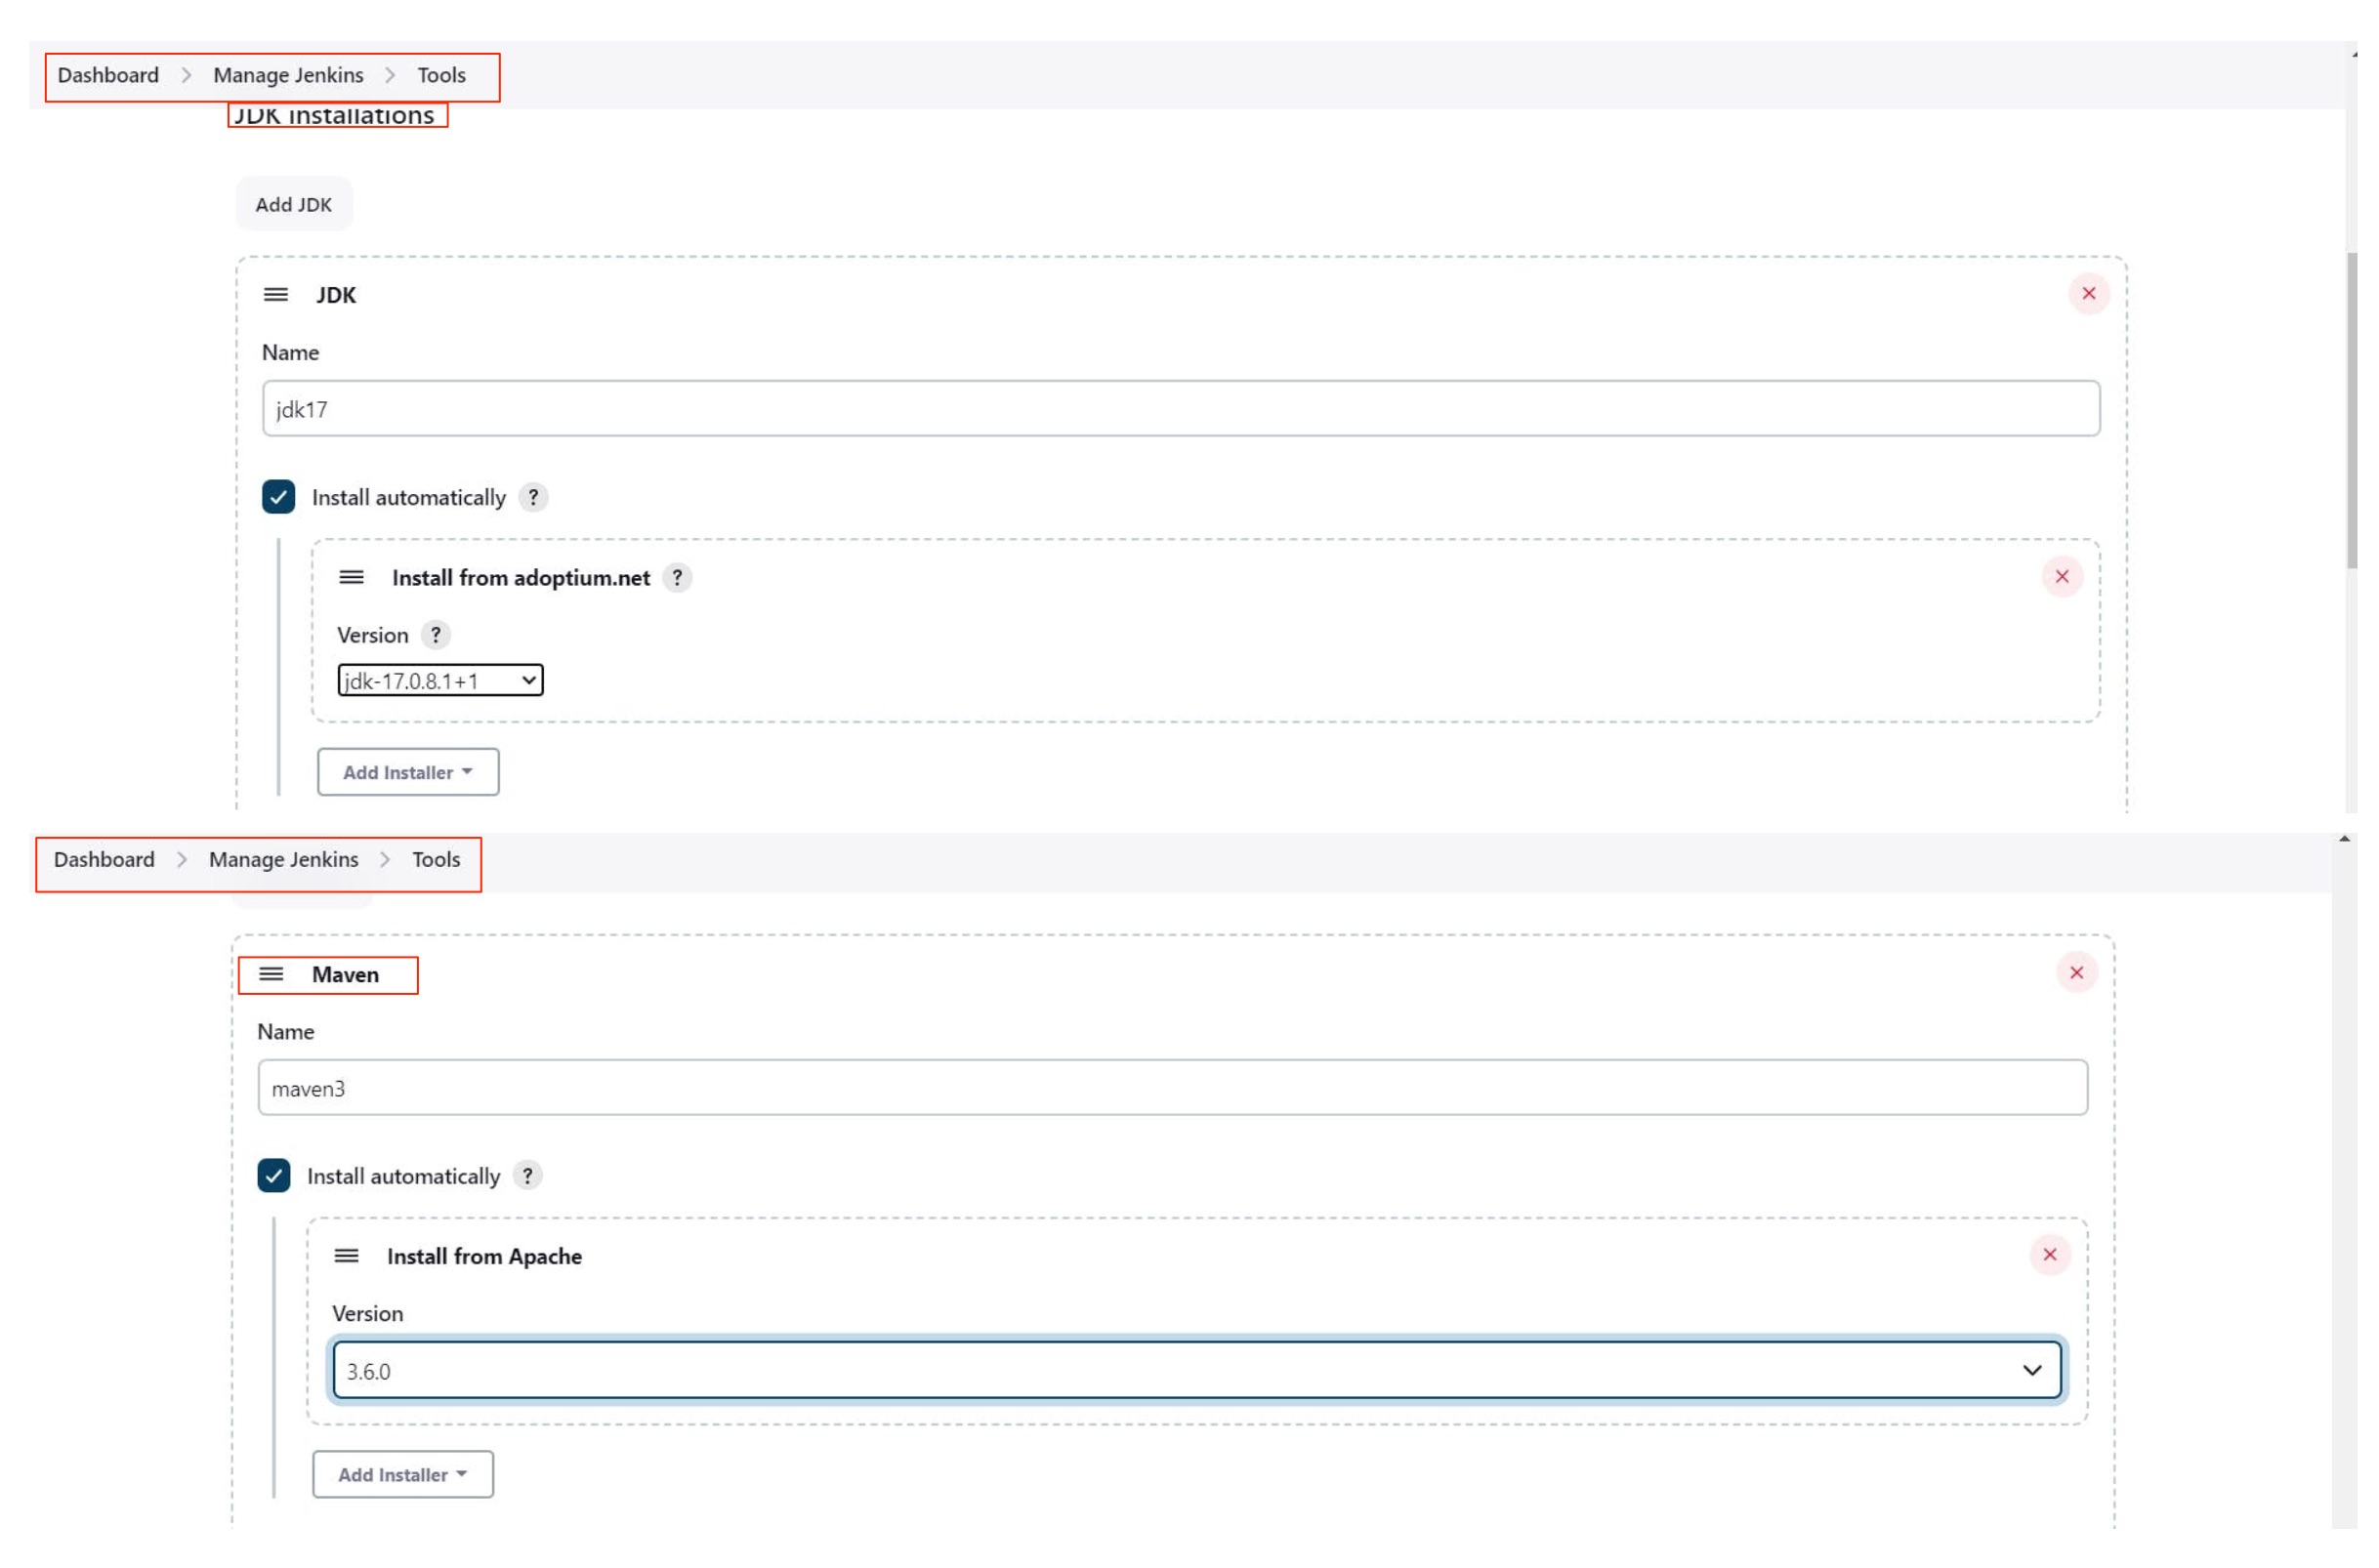 Dashboard > Manage Jenkins > Tools
JDK installations
Add JDK
JDK
Name
jdk17
Install automatically ?
Install from adoptium.net ?
Version ?
jdk-17.0.8.1+1
Add Installer
Dashboard > Manage Jenkins > Tools
Maven
Name
maven3
Install automatically ?
Install from Apache
Version
3.6.0
Add Installer